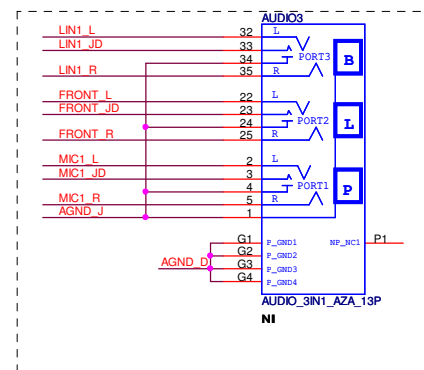 AUDIO3
LIN1_L 32 L
LIN1_JD 33
34 PORT3 B
LIN1_R 35 R
FRONT_L 22 L
FRONT_JD 23
24 PORT2 L
FRONT_R 25 R
MIC1_L 2 L
MIC1_JD 3
4 PORT1 P
MIC1_R 5 R
AGND_J 1
G1 P_GND1 NP_NC1 P1
G2 P_GND2
AGND_D G3 P_GND3
G4 P_GND4
AUDIO_3IN1_AZA_13P
NI